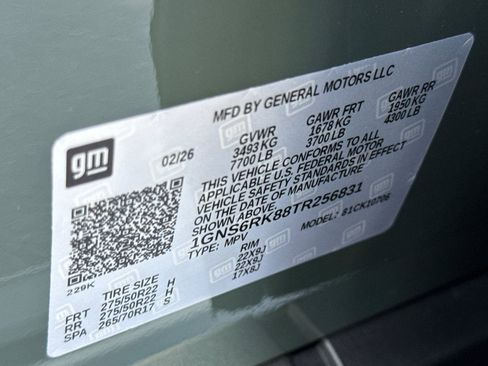 gm
MFD BY GENERAL MOTORS LLC
02/26
GVWR GAWR FRT GAWR RR
3493 KG 1678 KG 1950 KG
7700 LB 3700 LB 4300 LB
THIS VEHICLE CONFORMS TO ALL
APPLICABLE U.S. FEDERAL MOTOR
VEHICLE SAFETY STANDARDS IN EFFECT
ON THE DATE OF MANUFACTURE
SHOWN ABOVE.
1GNS6RK88TR256831
TYPE: MPV MODEL: 81CK10706
229K
TIRE SIZE RIM
FRT 275/50R22 H 22X9J
RR 275/50R22 H 22X9J
SPA 265/70R17 S 17X8J